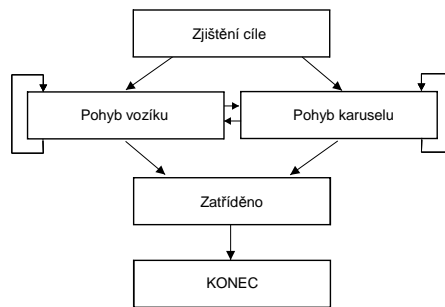 Zjištění cíle
Pohyb vozíku
Pohyb karuselu
Zatříděno
KONEC